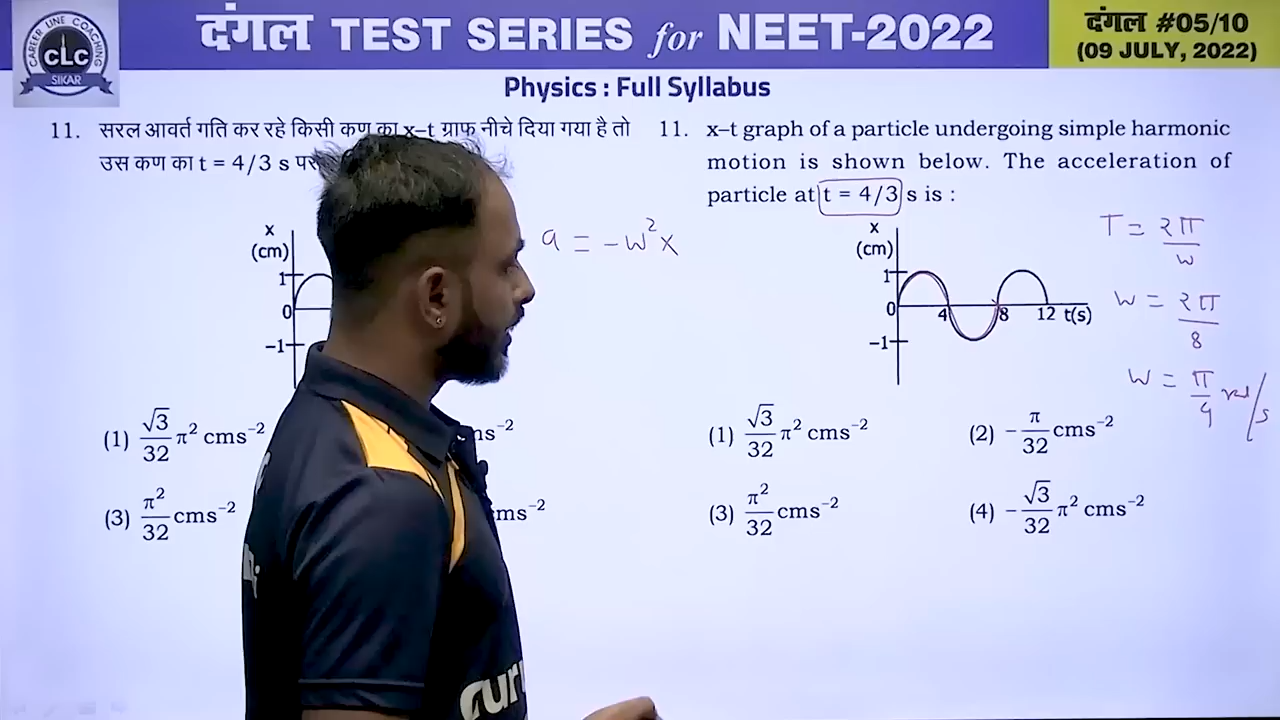 CAREER LINE COACHING
CLC
SIKAR
दंगल TEST SERIES for NEET-2022
दंगल #05/10
(09 JULY, 2022)
Physics : Full Syllabus
11. सरल आवर्त गति कर रहे किसी कण का x–t ग्राफ नीचे दिया गया है तो
उस कण का t = 4/3 s
x
(cm)
1
0
–1
a = -w²x
(1) √3/32 π² cms⁻²
ms⁻²
(3) π²/32 cms⁻²
cms⁻²
11. x–t graph of a particle undergoing simple harmonic
motion is shown below. The acceleration of
particle at t = 4/3 s is :
x
(cm)
1
0
–1
4 8 12 t(s)
T = 2π/w
w = 2π/8
w = π/4 rad/s
(1) √3/32 π² cms⁻² (2) –π/32 cms⁻²
(3) π²/32 cms⁻² (4) –√3/32 π² cms⁻²